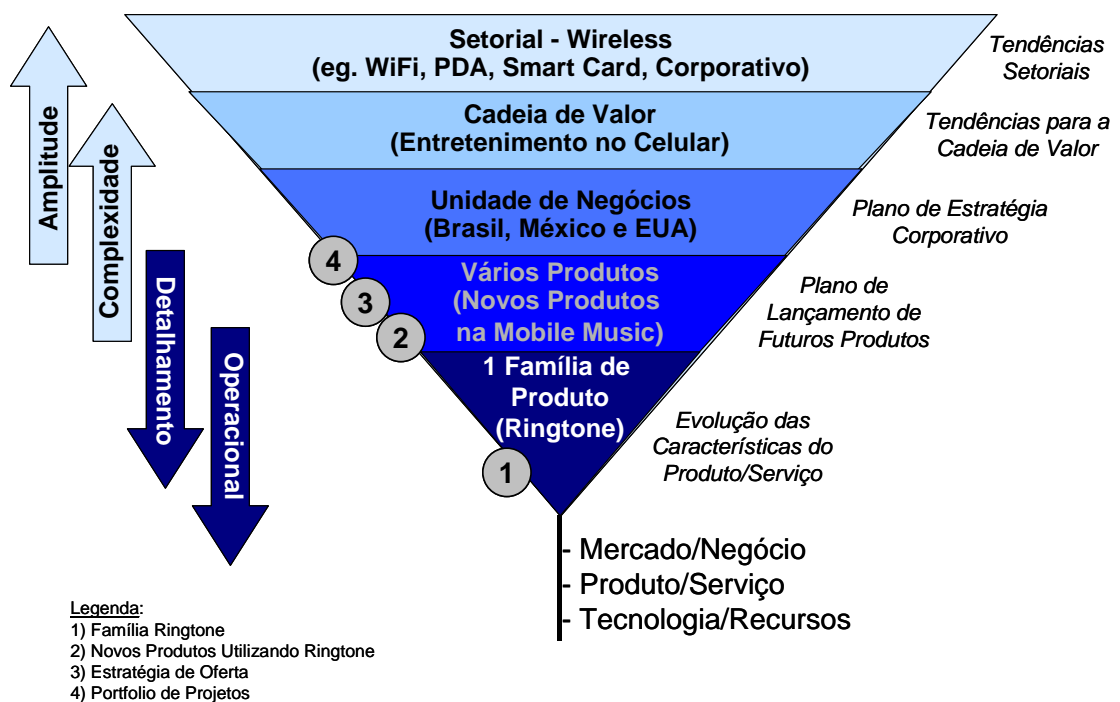 Setorial - Wireless
(eg. WiFi, PDA, Smart Card, Corporativo)
Tendências
Setoriais
Cadeia de Valor
(Entretenimento no Celular)
Tendências para a
Cadeia de Valor
Unidade de Negócios
(Brasil, México e EUA)
Plano de Estratégia
Corporativo
Vários Produtos
(Novos Produtos
na Mobile Music)
Plano de
Lançamento de
Futuros Produtos
1 Família de
Produto
(Ringtone)
Evolução das
Características do
Produto/Serviço
Amplitude
Complexidade
Detalhamento
Operacional
4
3
2
1
- Mercado/Negócio
- Produto/Serviço
- Tecnologia/Recursos
Legenda:
1) Família Ringtone
2) Novos Produtos Utilizando Ringtone
3) Estratégia de Oferta
4) Portfolio de Projetos